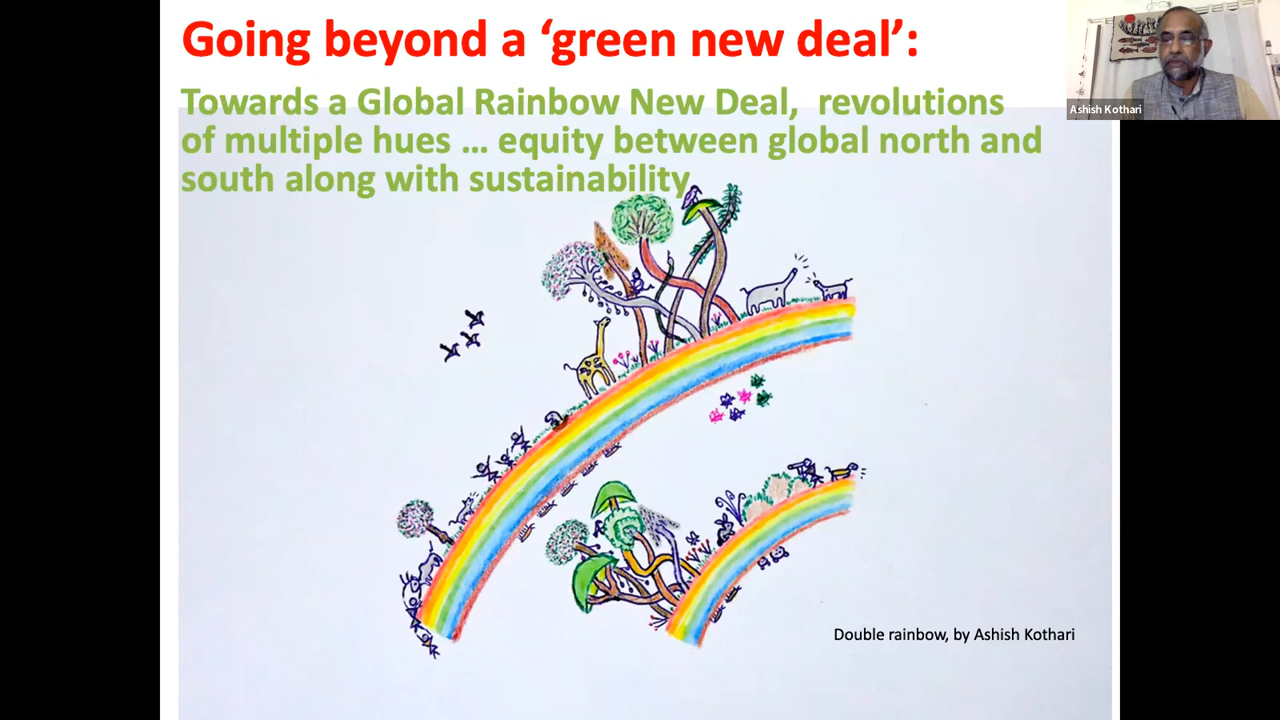 Going beyond a ‘green new deal’:
Towards a Global Rainbow New Deal, revolutions
of multiple hues … equity between global north and
south along with sustainability
Ashish Kothari
Double rainbow, by Ashish Kothari